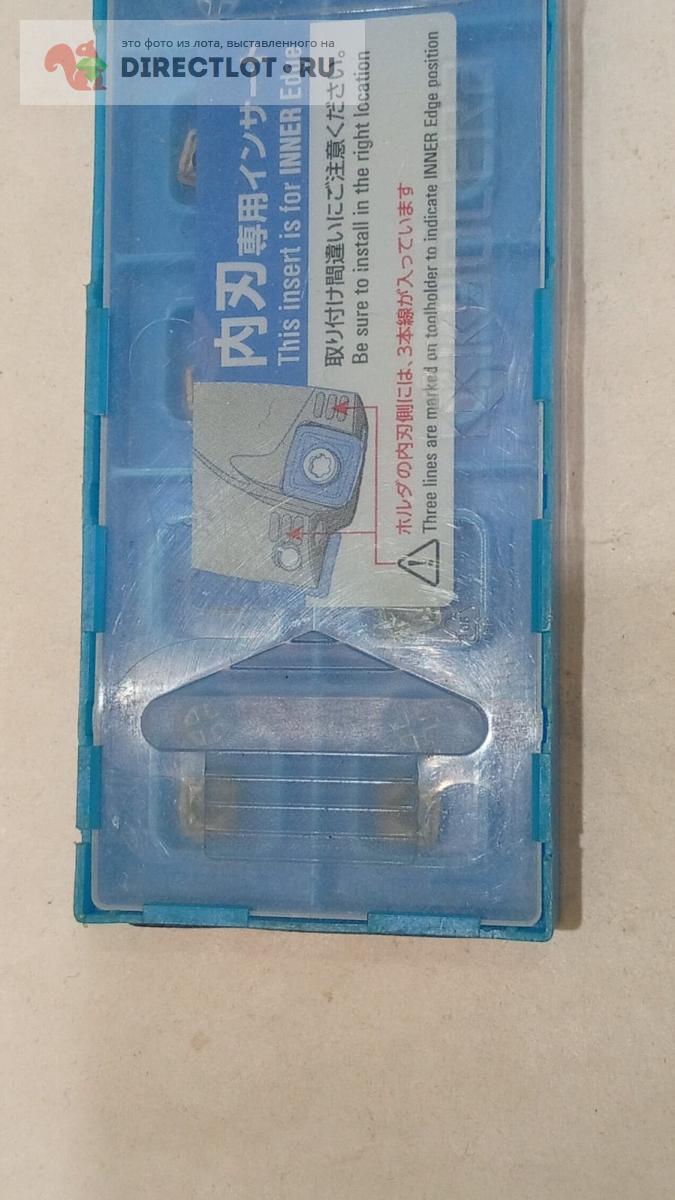 это фото из лота, выставленного на
DIRECTLOT.RU
内刃専用インサート
This insert is for INNER Edge
取り付け間違いにご注意ください。
Be sure to install in the right location
ホルダの内刃側には、3本線が入っています
Three lines are marked on toolholder to indicate INNER Edge position